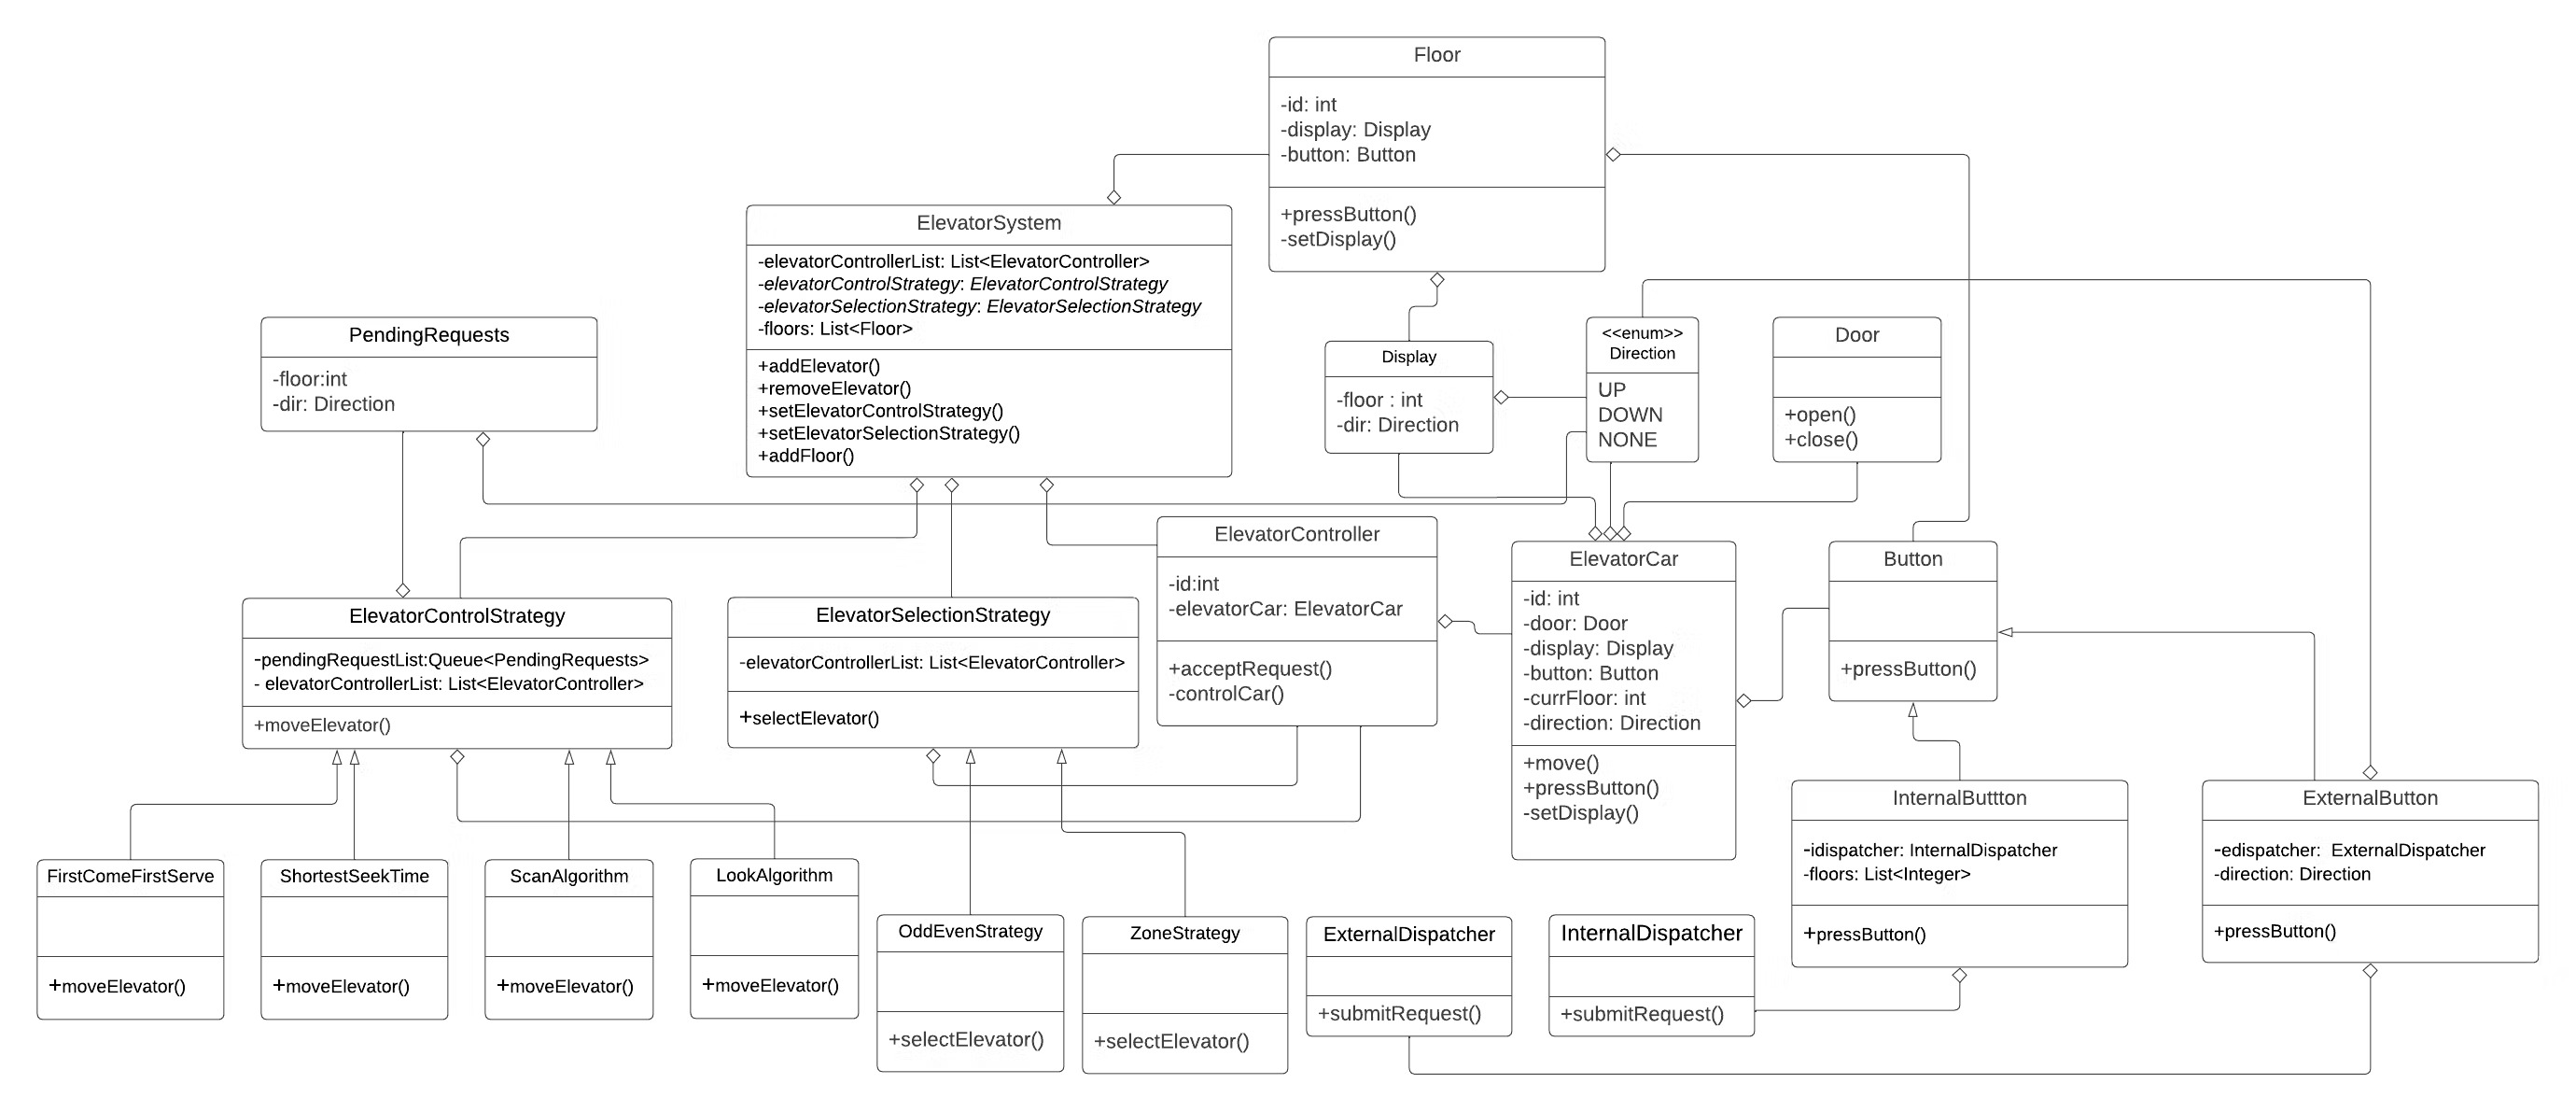 Floor
-id: int
-display: Display
-button: Button
+pressButton()
-setDisplay()
ElevatorSystem
-elevatorControllerList: List<ElevatorController>
-elevatorControlStrategy: ElevatorControlStrategy
-elevatorSelectionStrategy: ElevatorSelectionStrategy
-floors: List<Floor>
+addElevator()
+removeElevator()
+setElevatorControlStrategy()
+setElevatorSelectionStrategy()
+addFloor()
PendingRequests
-floor:int
-dir: Direction
Display
-floor : int
-dir: Direction
<<enum>>
Direction
UP
DOWN
NONE
Door
+open()
+close()
ElevatorControlStrategy
-pendingRequestList:Queue<PendingRequests>
- elevatorControllerList: List<ElevatorController>
+moveElevator()
ElevatorSelectionStrategy
-elevatorControllerList: List<ElevatorController>
+selectElevator()
ElevatorController
-id:int
-elevatorCar: ElevatorCar
+acceptRequest()
-controlCar()
ElevatorCar
-id: int
-door: Door
-display: Display
-button: Button
-currFloor: int
-direction: Direction
+move()
+pressButton()
-setDisplay()
Button
+pressButton()
InternalButtton
-idispatcher: InternalDispatcher
-floors: List<Integer>
+pressButton()
ExternalButton
-edispatcher:  ExternalDispatcher
-direction: Direction
+pressButton()
FirstComeFirstServe
+moveElevator()
ShortestSeekTime
+moveElevator()
ScanAlgorithm
+moveElevator()
LookAlgorithm
+moveElevator()
OddEvenStrategy
+selectElevator()
ZoneStrategy
+selectElevator()
ExternalDispatcher
+submitRequest()
InternalDispatcher
+submitRequest()